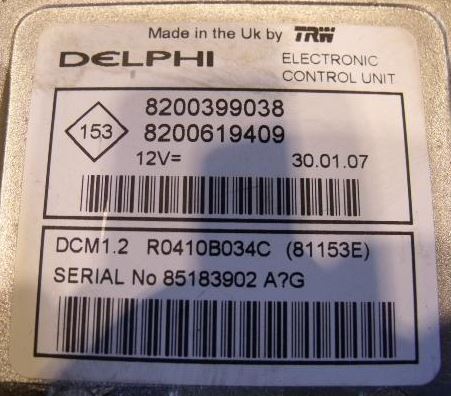 Made in the Uk by TRW
DELPHI ELECTRONIC
CONTROL UNIT
8200399038
153 8200619409
12V= 30.01.07
DCM1.2 R0410B034C (81153E)
SERIAL No 85183902 A?G